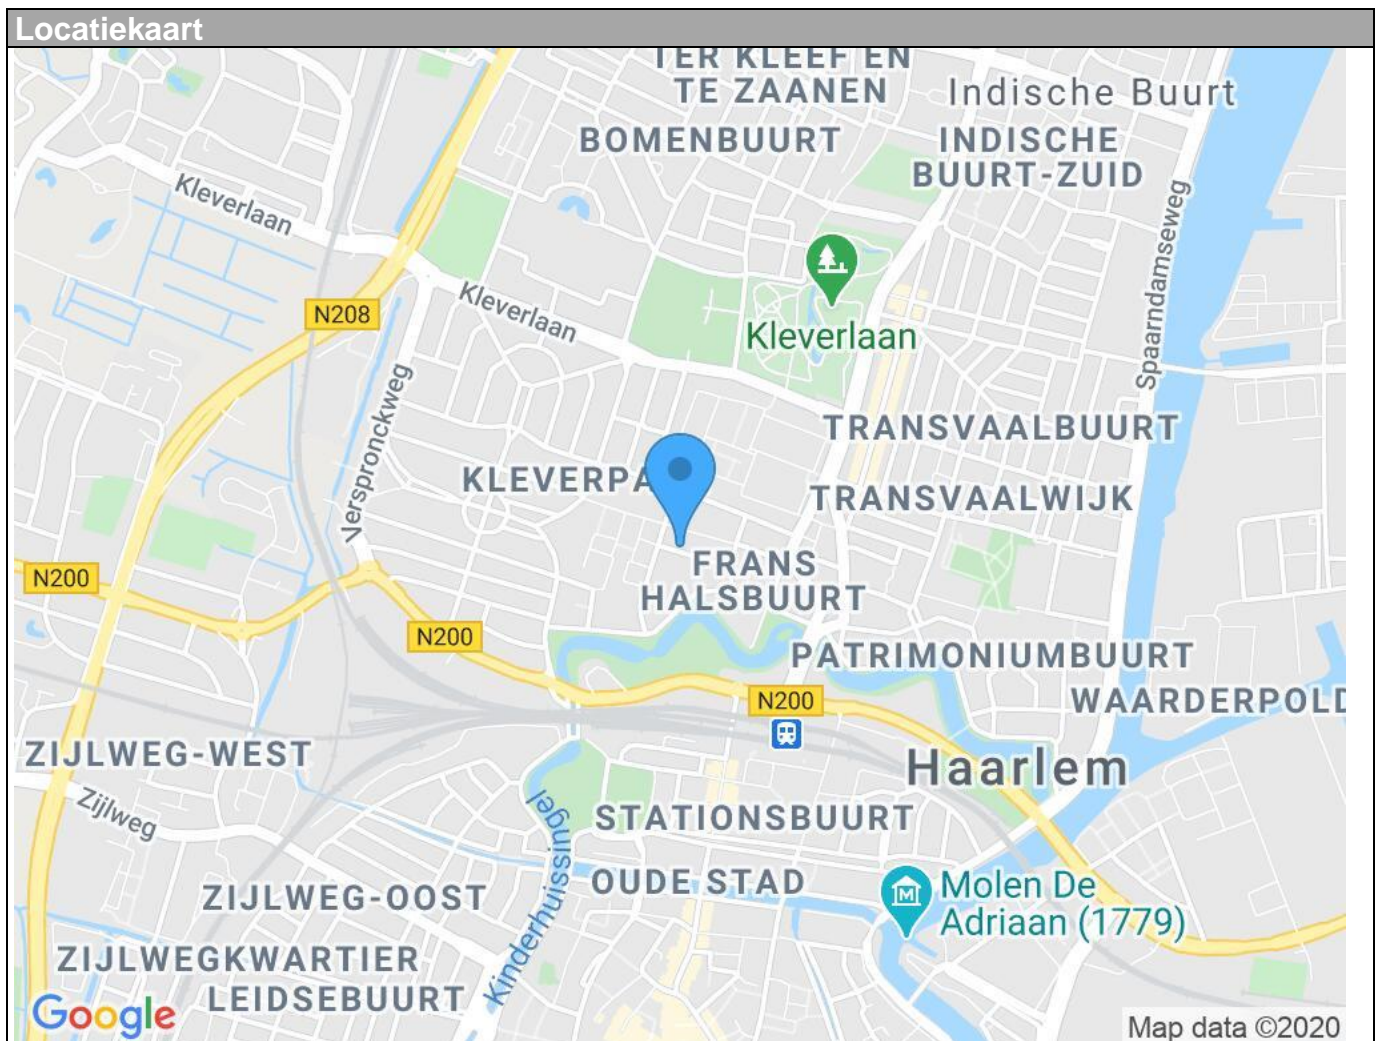 Locatiekaart
TER KLEEF EN
TE ZAANEN
Indische Buurt
BOMENBUURT
INDISCHE
BUURT-ZUID
Kleverlaan
Spaarndamseweg
Kleverlaan
N208
Kleverlaan
Verspronckweg
TRANSVAALBUURT
KLEVERPA
TRANSVAALWIJK
FRANS
HALSBUURT
N200
N200
PATRIMONIUMBUURT
N200
WAARDERPOLD
ZIJLWEG-WEST
Haarlem
Zijlweg
Kinderhuissingel
STATIONSBUURT
OUDE STAD
Molen De
Adriaan (1779)
ZIJLWEG-OOST
ZIJLWEGKWARTIER
LEIDSEBUURT
Google
Map data ©2020